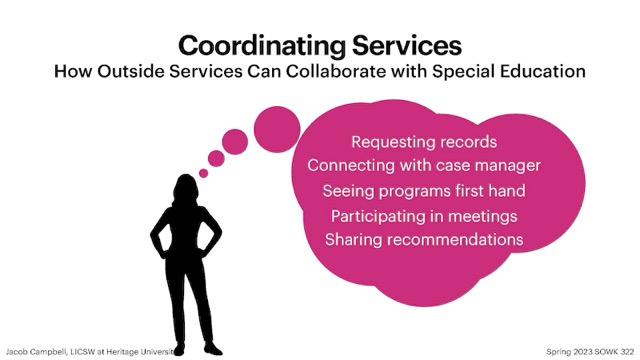 Coordinating Services
How Outside Services Can Collaborate with Special Education
Requesting records
Connecting with case manager
Seeing programs first hand
Participating in meetings
Sharing recommendations
Jacob Campbell, LICSW at Heritage University
Spring 2023 SOWK 322